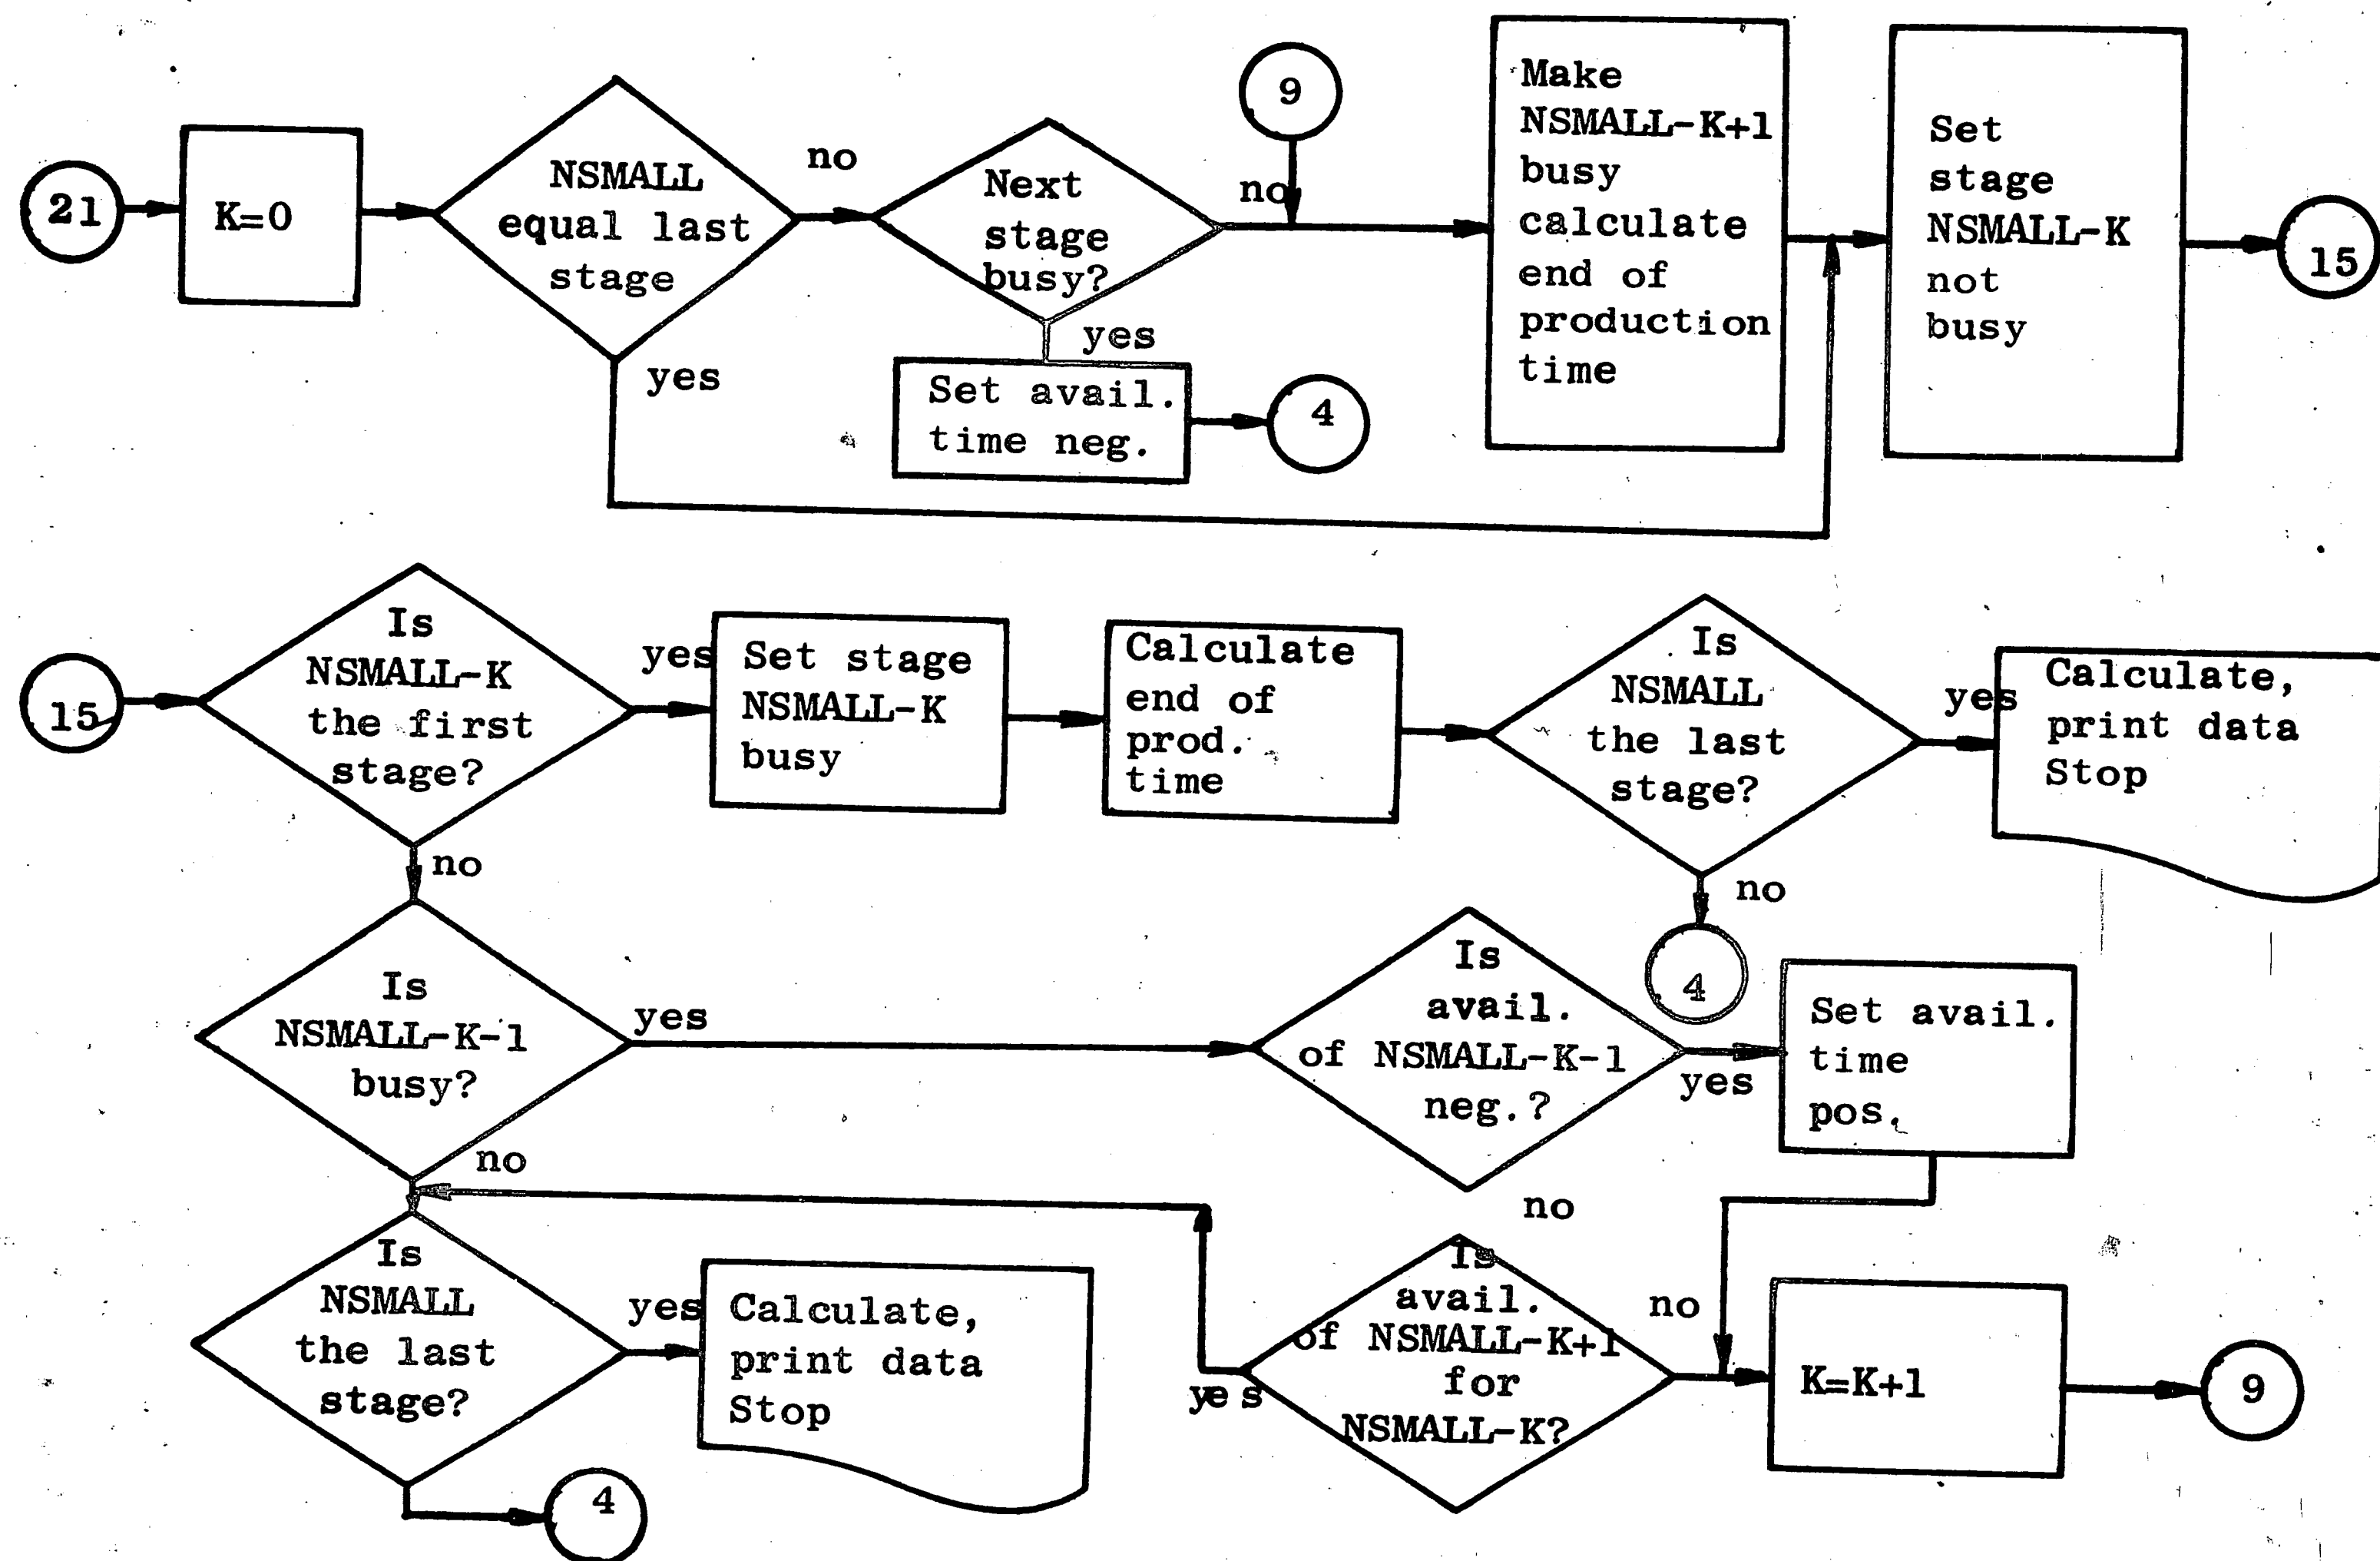 21
K=0
NSMALL
equal last
stage
no
yes
Next
stage
busy?
no
yes
Set avail.
time neg.
4
9
Make
NSMALL-K+1
busy
calculate
end of
production
time
Set
stage
NSMALL-K
not
busy
15
15
Is
NSMALL-K
the first
stage?
yes
no
Set stage
NSMALL-K
busy
Calculate
end of
prod.
time
Is
NSMALL
the last
stage?
yes
no
4
Calculate,
print data
Stop
Is
NSMALL-K-1
busy?
yes
no
Is
avail.
of NSMALL-K-1
neg.?
yes
no
Set avail.
time
pos.
Is
NSMALL
the last
stage?
yes
Calculate,
print data
Stop
4
Is
avail.
of NSMALL-K+1
for
NSMALL-K?
yes
no
K=K+1
9